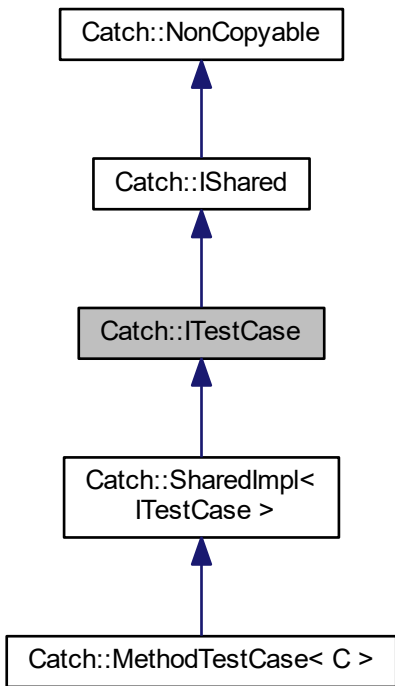 Catch::NonCopyable
Catch::IShared
Catch::ITestCase
Catch::SharedImpl<
ITestCase >
Catch::MethodTestCase< C >